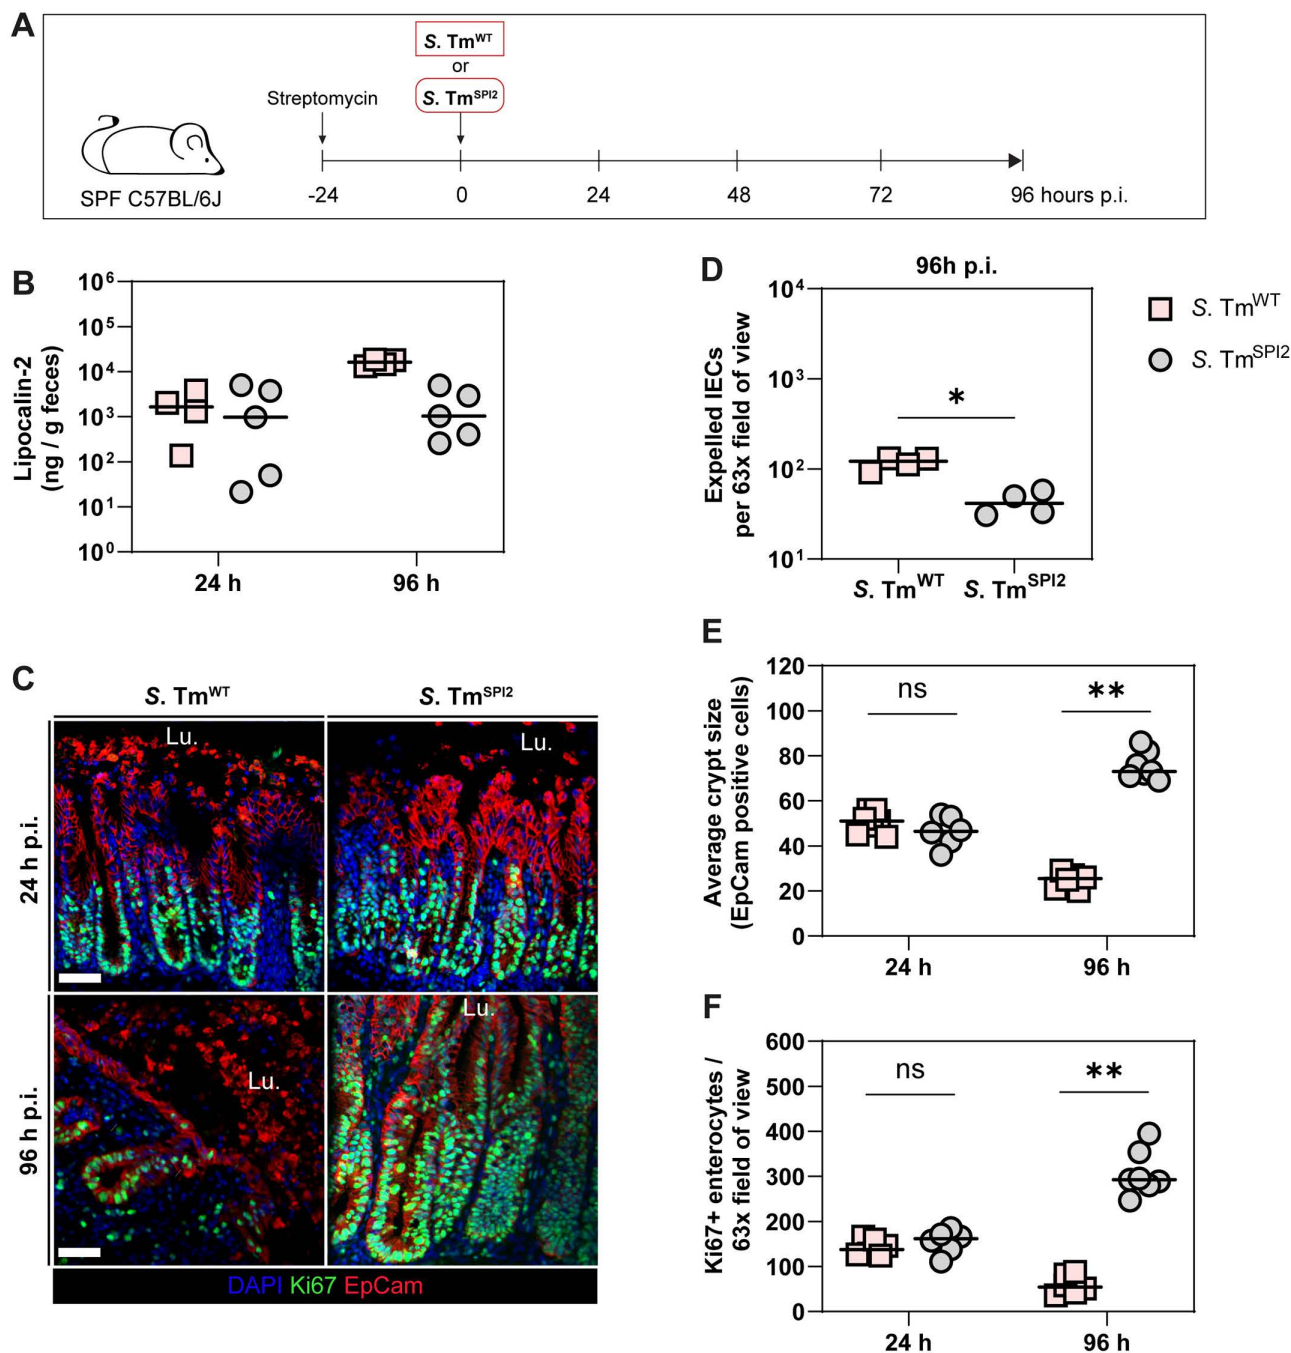 A
S. Tm^WT
or
S. Tm^SPI2
Streptomycin
SPF C57BL/6J
-24 0 24 48 72 96 hours p.i.
B
Lipocalin-2
(ng / g feces)
10^6
10^5
10^4
10^3
10^2
10^1
10^0
24 h 96 h
D
96h p.i.
Expelled IECs
per 63x field of view
10^4
10^3
10^2
10^1
*
S. Tm^WT S. Tm^SPI2
S. Tm^WT
S. Tm^SPI2
C
S. Tm^WT S. Tm^SPI2
24 h p.i.
Lu. Lu.
96 h p.i.
Lu. Lu.
DAPI Ki67 EpCam
E
Average crypt size
(EpCam positive cells)
120
100
80
60
40
20
0
ns **
24 h 96 h
F
Ki67+ enterocytes /
63x field of view
600
500
400
300
200
100
0
ns **
24 h 96 h